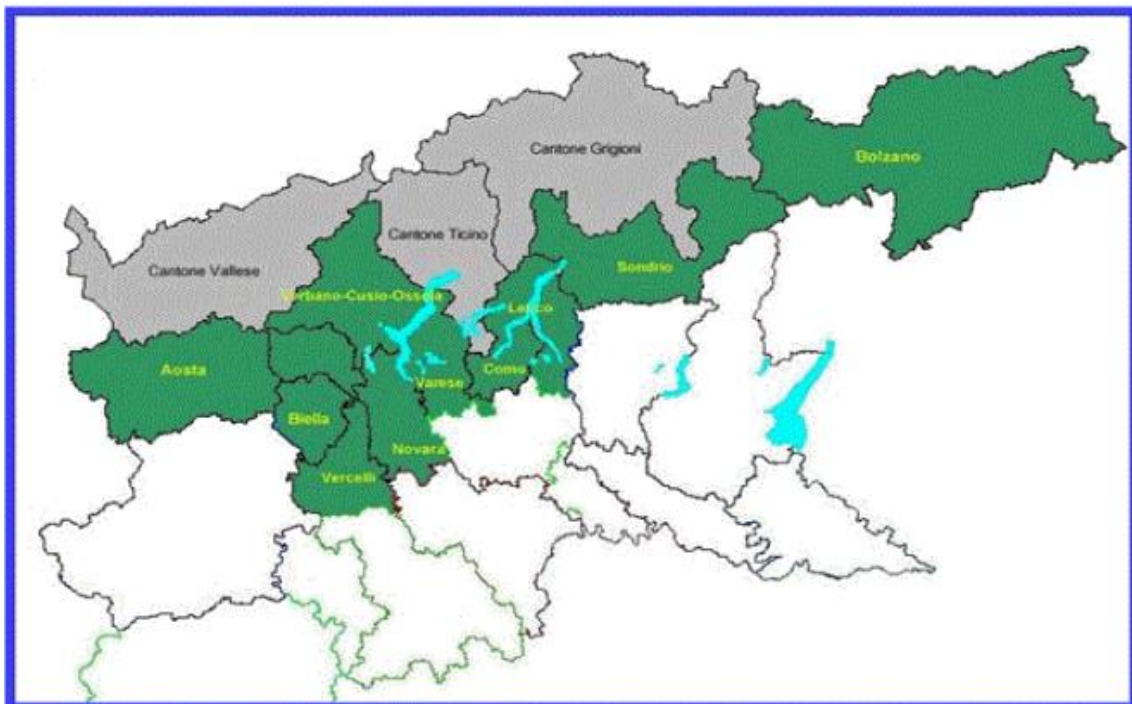 Cantone Grigioni
Bolzano
Cantone Ticino
Cantone Vallese
Sondrio
Verbano-Cusio-Ossola
Lecco
Aosta
Como
Varese
Biella
Novara
Vercelli